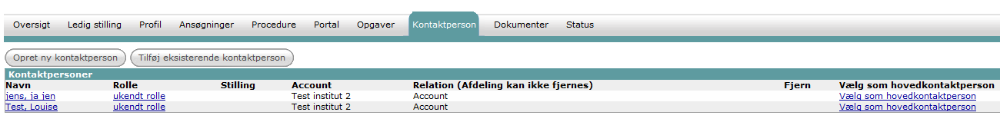 Oversigt Ledig stilling Profil Ansøgninger Procedure Portal Opgaver Kontaktperson Dokumenter Status
Opret ny kontaktperson Tilføj eksisterende kontaktperson
Kontaktpersoner
Navn Rolle Stilling Account Relation (Afdeling kan ikke fjernes) Fjern Vælg som hovedkontaktperson
jens, ja jen ukendt rolle Test institut 2 Account Vælg som hovedkontaktperson
Test, Louise ukendt rolle Test institut 2 Account Vælg som hovedkontaktperson